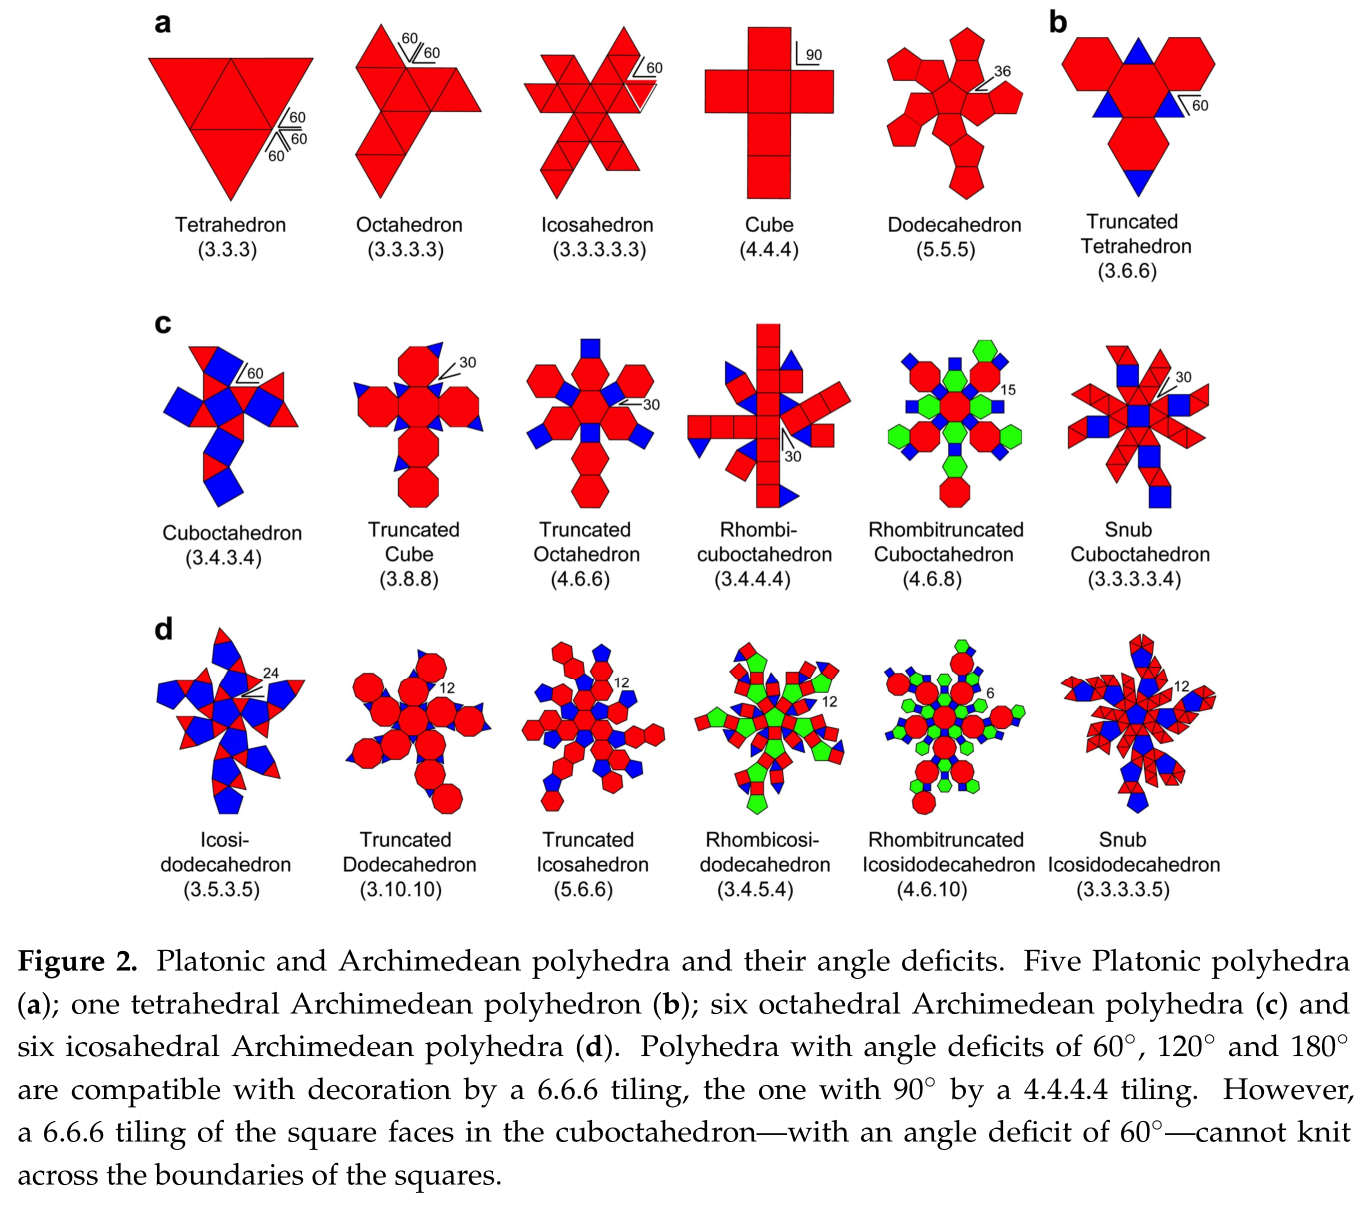 a
b
60
60
60
60
60
60
90
36
60
Tetrahedron
(3.3.3)
Octahedron
(3.3.3.3)
Icosahedron
(3.3.3.3.3)
Cube
(4.4.4)
Dodecahedron
(5.5.5)
Truncated
Tetrahedron
(3.6.6)
c
60
30
30
30
15
30
Cuboctahedron
(3.4.3.4)
Truncated
Cube
(3.8.8)
Truncated
Octahedron
(4.6.6)
Rhombi-
cuboctahedron
(3.4.4.4)
Rhombitruncated
Cuboctahedron
(4.6.8)
Snub
Cuboctahedron
(3.3.3.3.4)
d
24
12
12
12
6
12
Icosi-
dodecahedron
(3.5.3.5)
Truncated
Dodecahedron
(3.10.10)
Truncated
Icosahedron
(5.6.6)
Rhombicosi-
dodecahedron
(3.4.5.4)
Rhombitruncated
Icosidodecahedron
(4.6.10)
Snub
Icosidodecahedron
(3.3.3.3.5)
Figure 2. Platonic and Archimedean polyhedra and their angle deficits. Five Platonic polyhedra
(a); one tetrahedral Archimedean polyhedron (b); six octahedral Archimedean polyhedra (c) and
six icosahedral Archimedean polyhedra (d). Polyhedra with angle deficits of 60°, 120° and 180°
are compatible with decoration by a 6.6.6 tiling, the one with 90° by a 4.4.4.4 tiling. However,
a 6.6.6 tiling of the square faces in the cuboctahedron—with an angle deficit of 60°—cannot knit
across the boundaries of the squares.